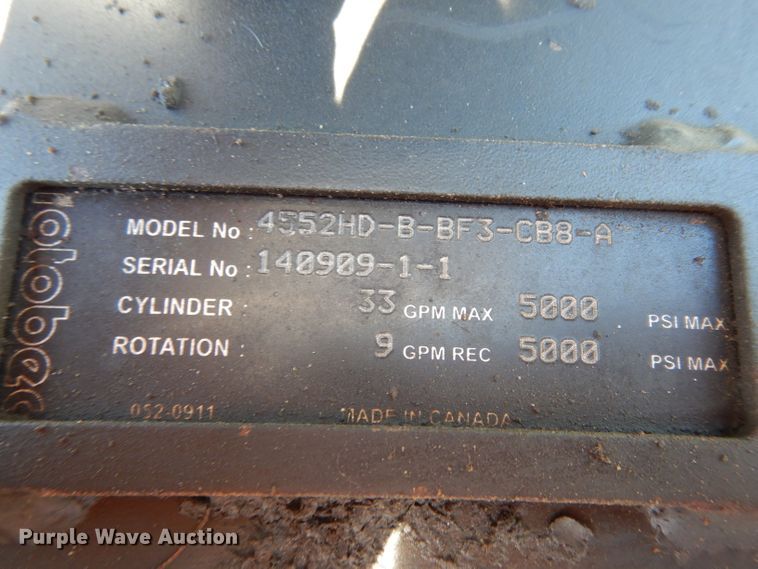 rotobec
MODEL No : 4552HD-B-BF3-CB8-A
SERIAL No : 140909-1-1
CYLINDER : 33 GPM MAX 5000 PSI MAX
ROTATION : 9 GPM REC 5000 PSI MAX
052-0911 MADE IN CANADA
Purple Wave Auction